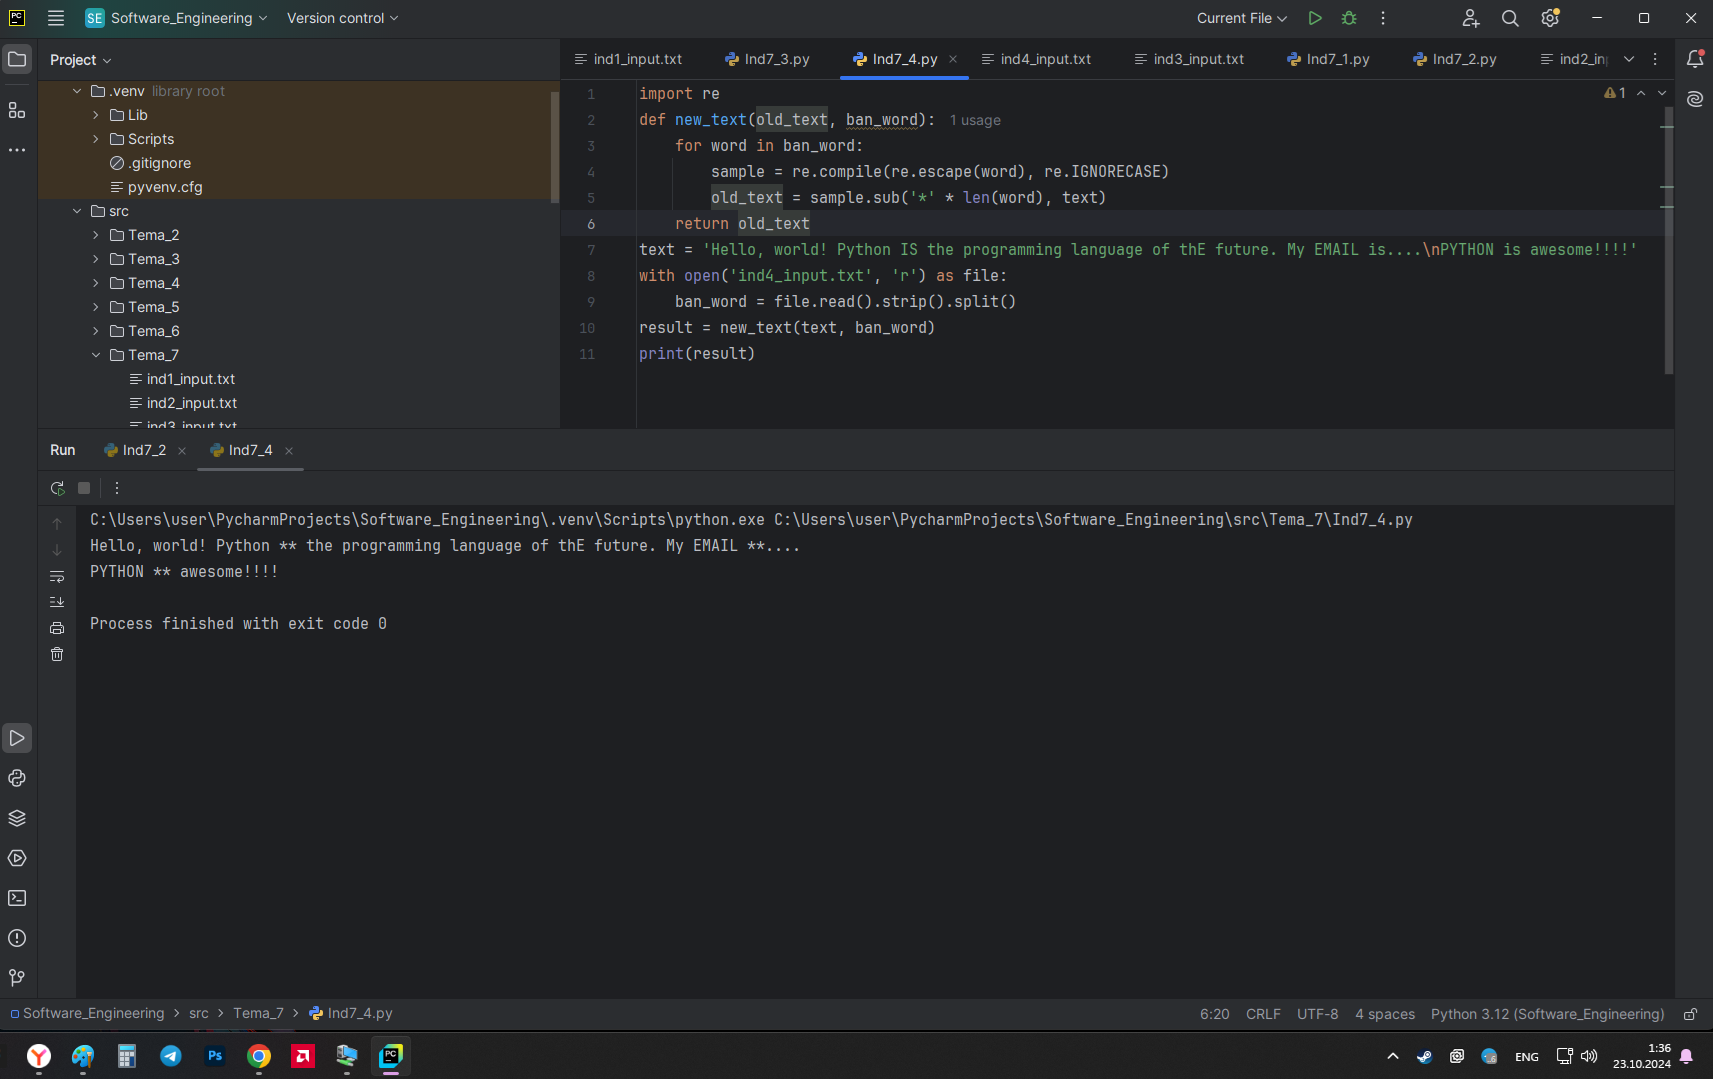 PC
SE Software_Engineering Version control Current File
Project
ind1_input.txt Ind7_3.py Ind7_4.py ind4_input.txt ind3_input.txt Ind7_1.py Ind7_2.py ind2_in
.venv library root
Lib
Scripts
.gitignore
pyvenv.cfg
src
Tema_2
Tema_3
Tema_4
Tema_5
Tema_6
Tema_7
ind1_input.txt
ind2_input.txt
ind3_input.txt
1 import re
2 def new_text(old_text, ban_word): 1 usage
3 for word in ban_word:
4 sample = re.compile(re.escape(word), re.IGNORECASE)
5 old_text = sample.sub('*' * len(word), text)
6 return old_text
7 text = 'Hello, world! Python IS the programming language of thE future. My EMAIL is....\nPYTHON is awesome!!!!'
8 with open('ind4_input.txt', 'r') as file:
9 ban_word = file.read().strip().split()
10 result = new_text(text, ban_word)
11 print(result)
1
Run Ind7_2 Ind7_4
C:\Users\user\PycharmProjects\Software_Engineering\.venv\Scripts\python.exe C:\Users\user\PycharmProjects\Software_Engineering\src\Tema_7\Ind7_4.py
Hello, world! Python ** the programming language of thE future. My EMAIL **....
PYTHON ** awesome!!!!
Process finished with exit code 0
Software_Engineering src Tema_7 Ind7_4.py 6:20 CRLF UTF-8 4 spaces Python 3.12 (Software_Engineering)
Y Ps PC ENG 1:36
23.10.2024